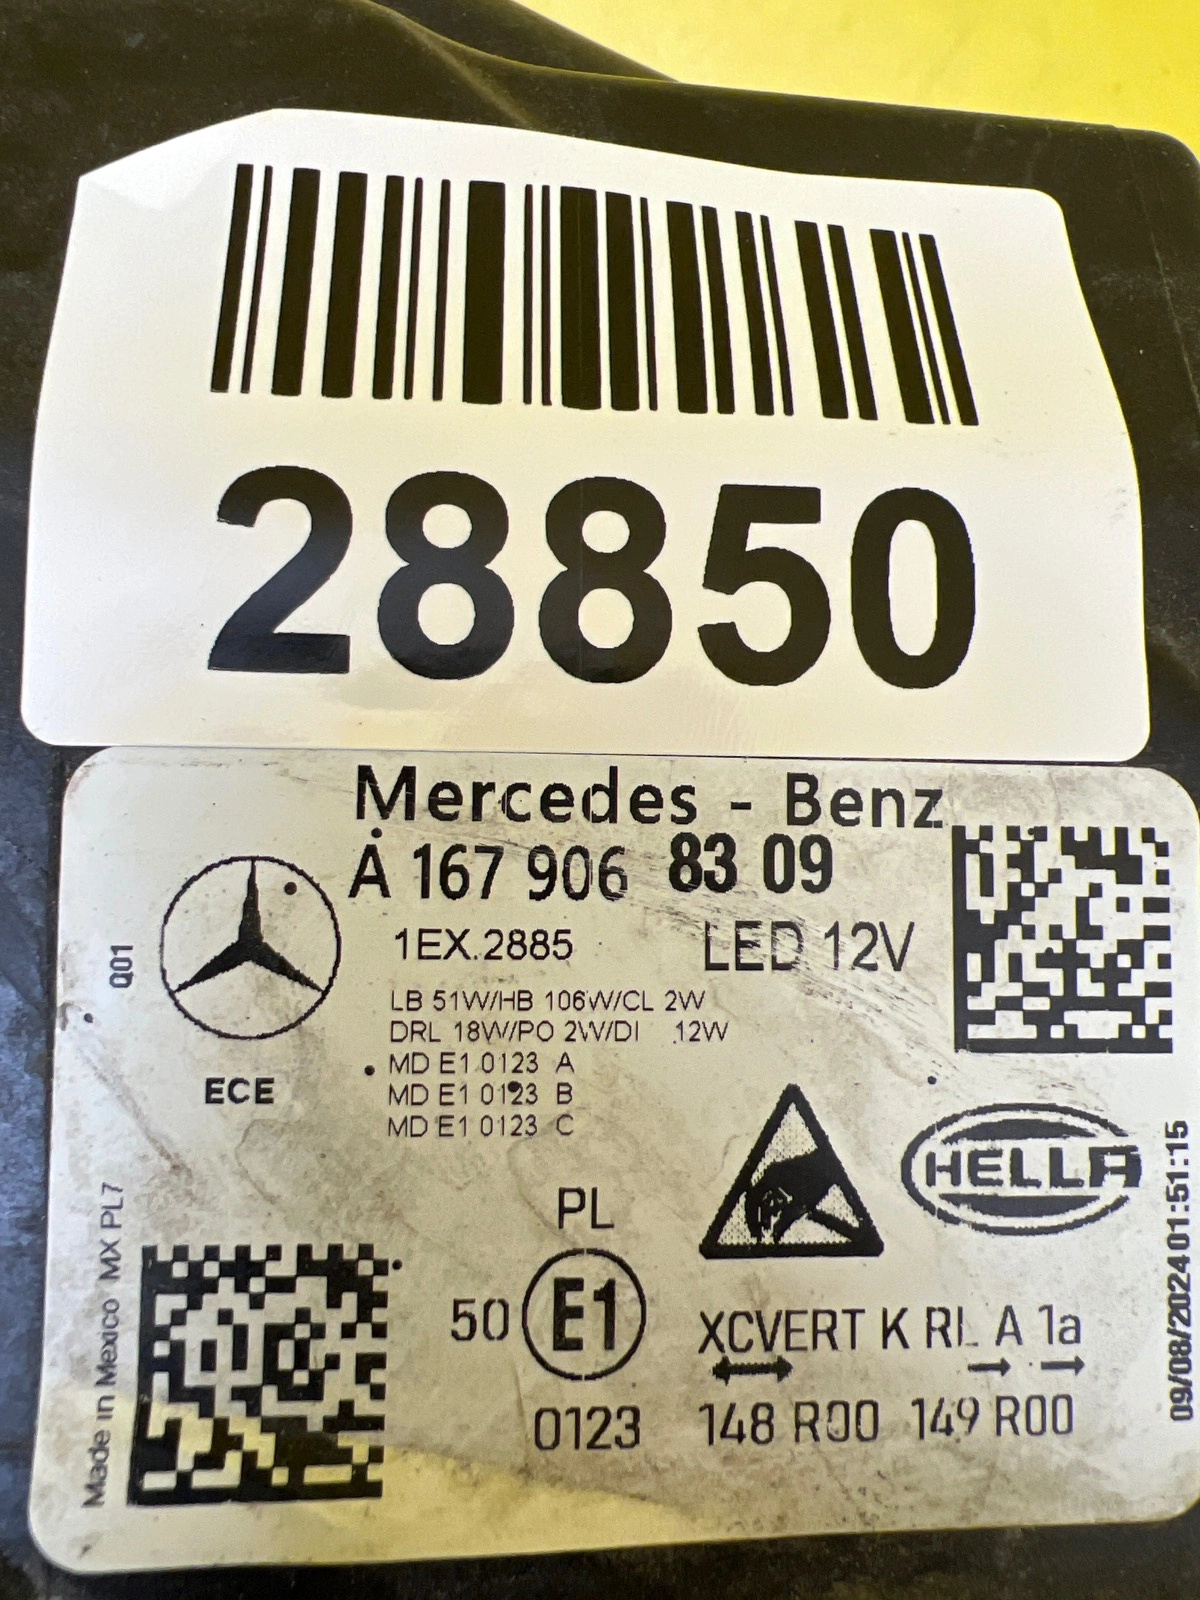 28850
Mercedes - Benz
A 167 906 83 09
1EX.2885
LED 12V
LB 51W/HB 106W/CL 2W
DRL 18W/PO 2W/DI 12W
MD E1 0123 A
MD E1 0123 B
MD E1 0123 C
Q01
ECE
HELLA
PL
50 E1
0123
XCVERT K RL A 1a
148 R00 149 R00
Made in Mexico MX PL7
09/08/2024 01:51:15